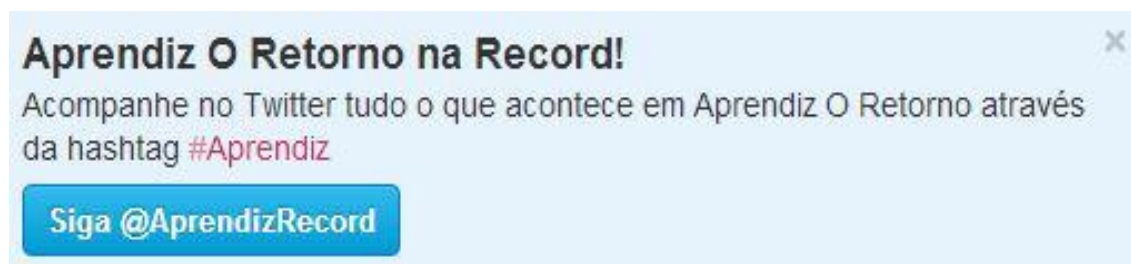 Aprendiz O Retorno na Record!
Acompanhe no Twitter tudo o que acontece em Aprendiz O Retorno através
da hashtag #Aprendiz
Siga @AprendizRecord